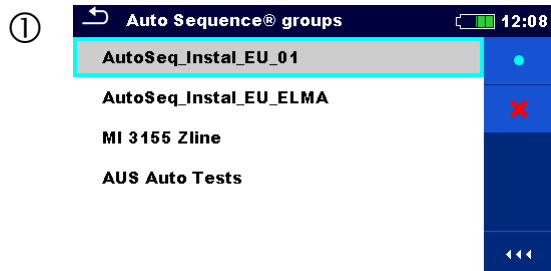 ①
Auto Sequence® groups 12:08
AutoSeq_Instal_EU_01
AutoSeq_Instal_EU_ELMA
MI 3155 Zline
AUS Auto Tests